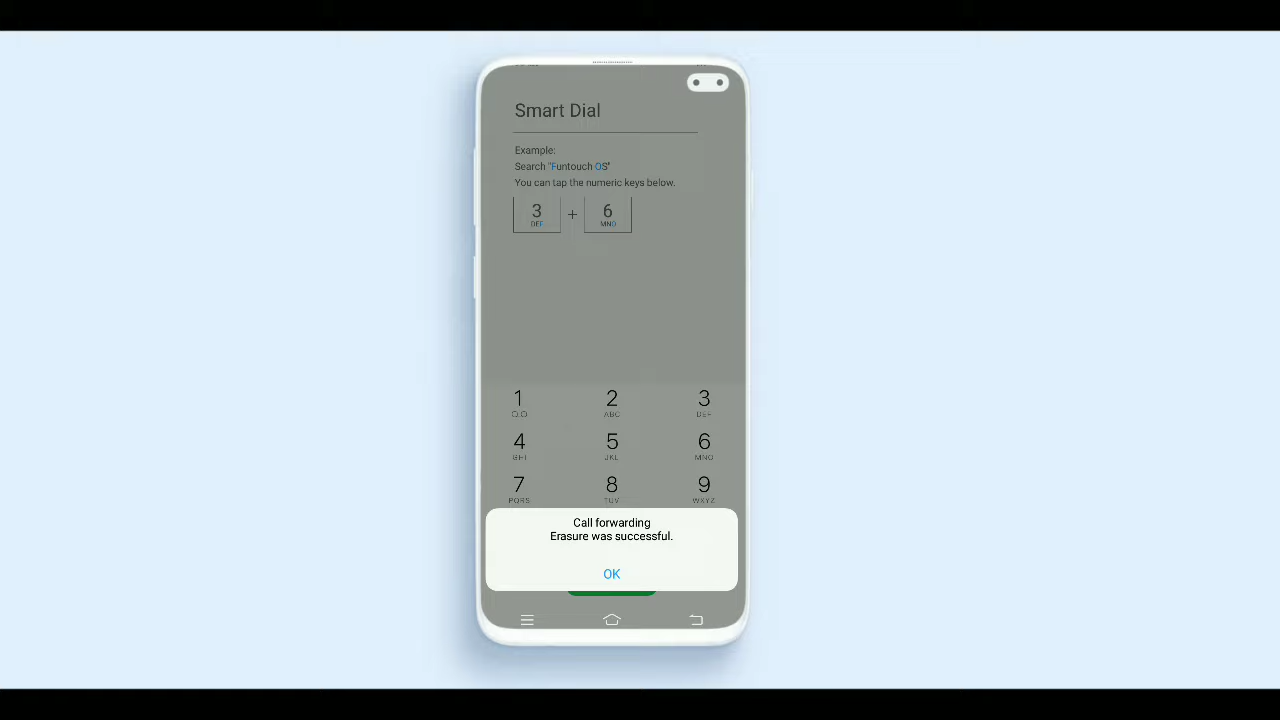 Smart Dial
Example:
Search "Funtouch OS"
You can tap the numeric keys below.
3 + 6
DEF MNO
1 2 3
O.O ABC DEF
4 5 6
GHI JKL MNO
7 8 9
PQRS TUV WXYZ
Call forwarding
Erasure was successful.
OK